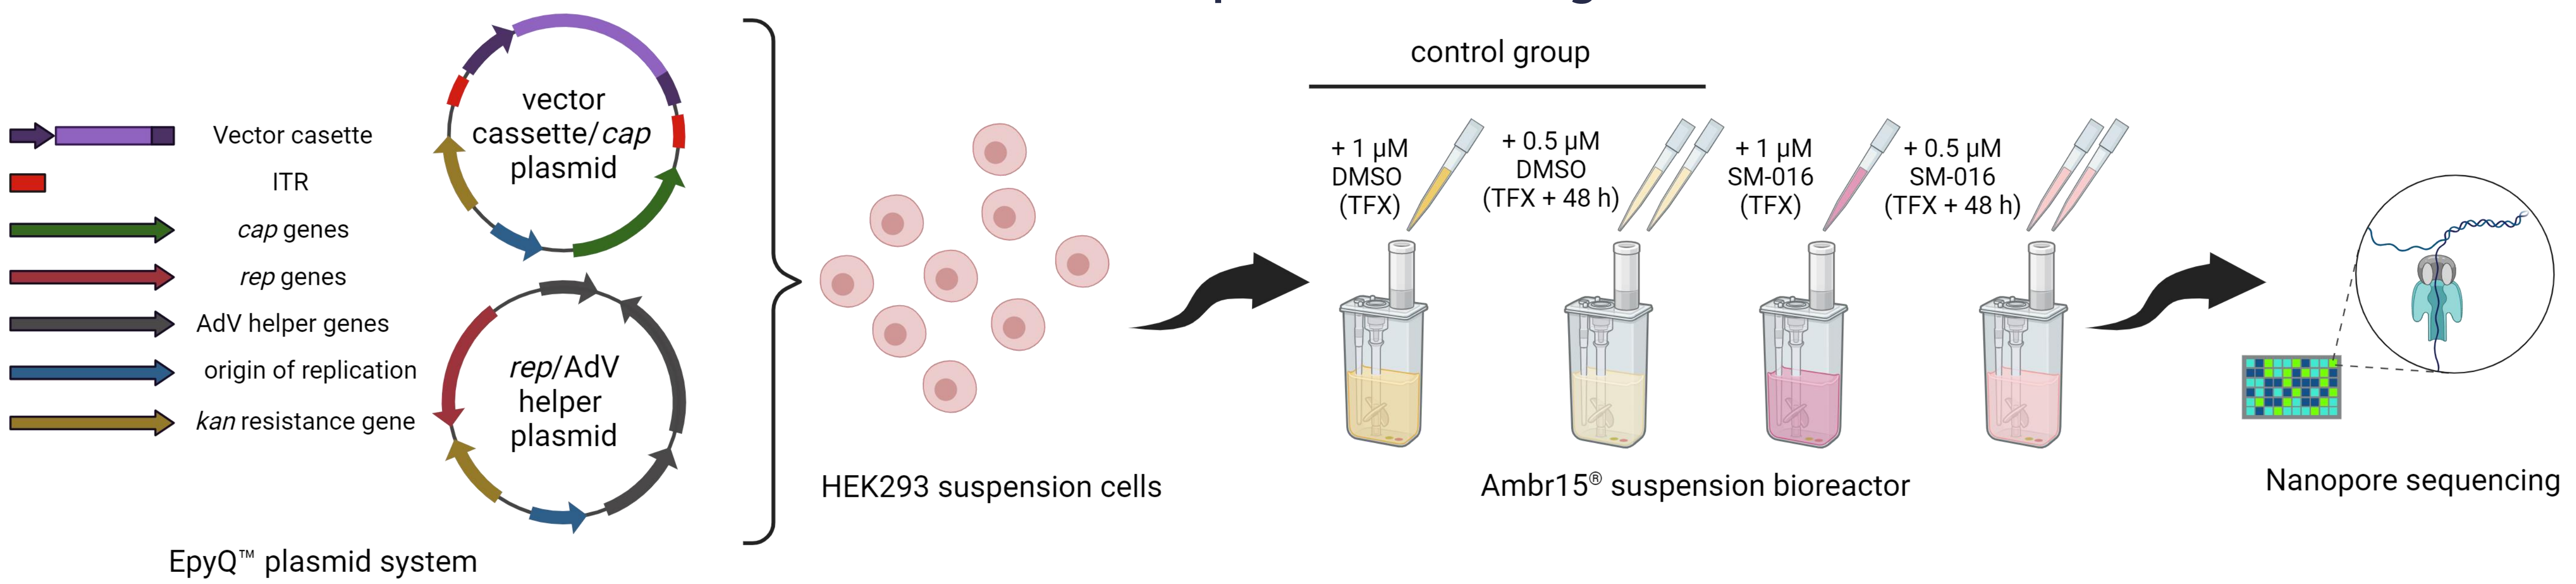 Vector casette
ITR
cap genes
rep genes
AdV helper genes
origin of replication
kan resistance gene
vector
cassette/cap
plasmid
rep/AdV
helper
plasmid
EpyQ™ plasmid system
HEK293 suspension cells
control group
+ 1 µM
DMSO
(TFX)
+ 0.5 µM
DMSO
(TFX + 48 h)
+ 1 µM
SM-016
(TFX)
+ 0.5 µM
SM-016
(TFX + 48 h)
Ambr15® suspension bioreactor
Nanopore sequencing